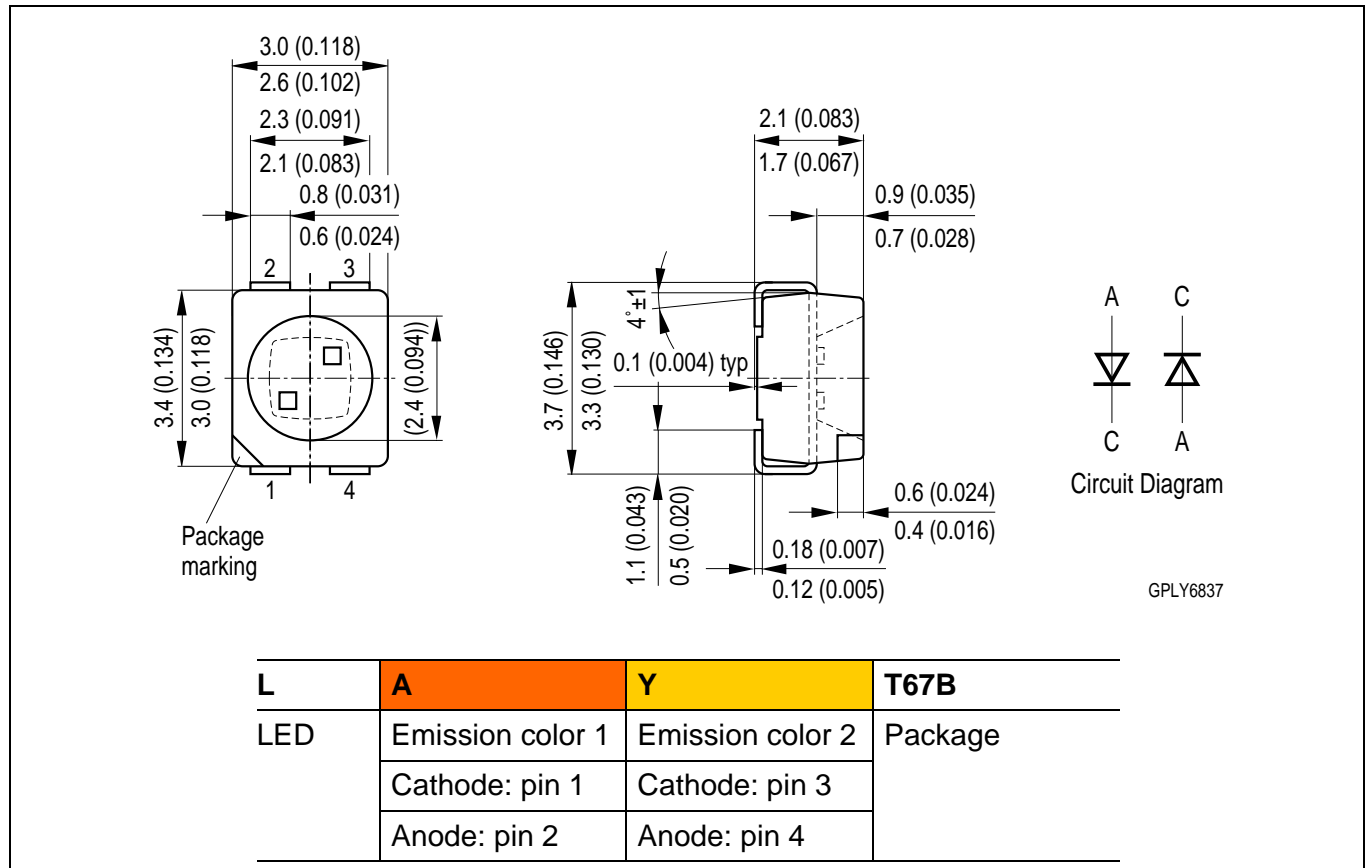 3.0 (0.118)
2.6 (0.102)
2.3 (0.091)
2.1 (0.083)
0.8 (0.031)
0.6 (0.024)
2
3
3.4 (0.134)
3.0 (0.118)
(2.4 (0.094))
1
4
Package
marking
2.1 (0.083)
1.7 (0.067)
0.9 (0.035)
0.7 (0.028)
4˚±1
3.7 (0.146)
3.3 (0.130)
0.1 (0.004) typ
1.1 (0.043)
0.5 (0.020)
0.6 (0.024)
0.4 (0.016)
0.18 (0.007)
0.12 (0.005)
A C
C A
Circuit Diagram
GPLY6837
L A Y T67B
LED Emission color 1 Emission color 2 Package
Cathode: pin 1 Cathode: pin 3
Anode: pin 2 Anode: pin 4